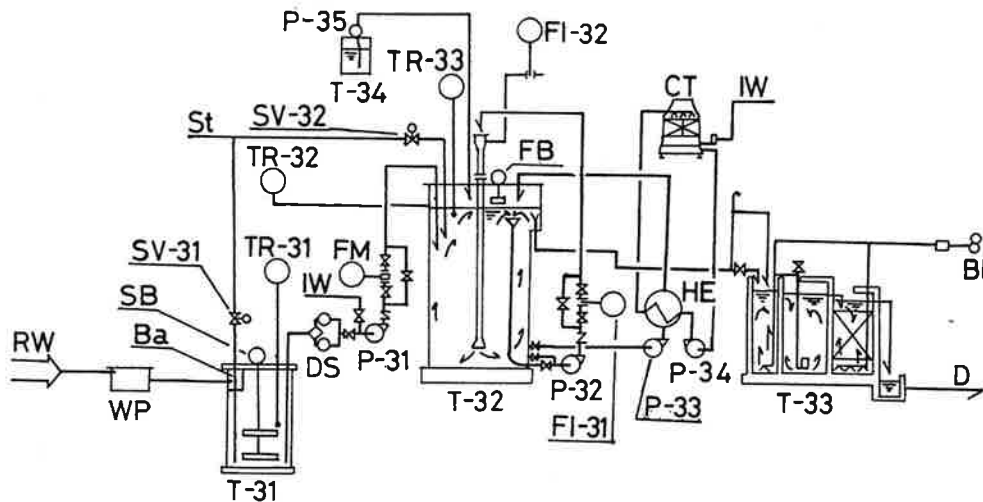 P-35
FI-32
TR-33
T-34
CT
IW
SV-32
St
TR-32
FB
SV-31
TR-31
FM
SB
IW
HE
Ba
RW
DS
P-31
P-32
P-34
WP
T-32
P-33
T-33
D
FI-31
T-31